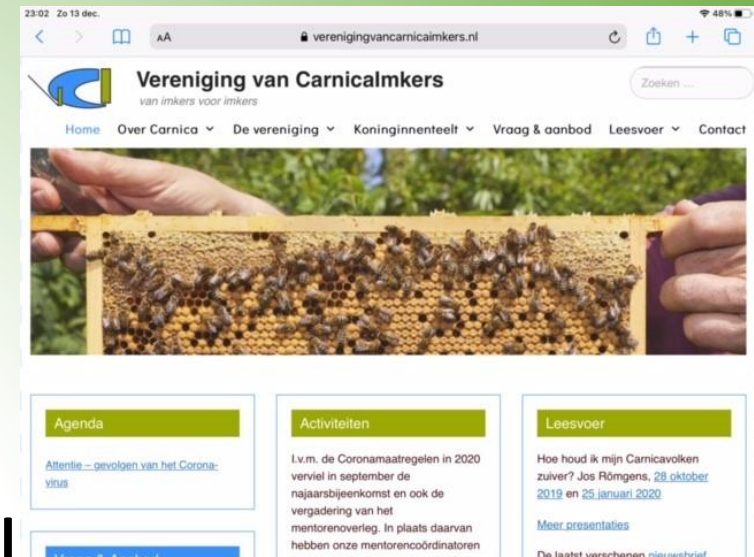 23:02 Zo 13 dec.
48%
AA
verenigingvancarnicaimkers.nl
Vereniging van CarnicaImkers
van imkers voor imkers
Zoeken ...
Home Over Carnica De vereniging Koninginnenteelt Vraag & aanbod Leesvoer Contact
Agenda
Attentie – gevolgen van het Corona-
virus
Activiteiten
I.v.m. de Coronamaatregelen in 2020
verviel in september de
najaarsbijeenkomst en ook de
vergadering van het
mentorenoverleg. In plaats daarvan
hebben onze mentorencoördinatoren
Leesvoer
Hoe houd ik mijn Carnicavolken
zuiver? Jos Römgens, 28 oktober
2019 en 25 januari 2020
Meer presentaties
De laatst verschenen nieuwsbrief